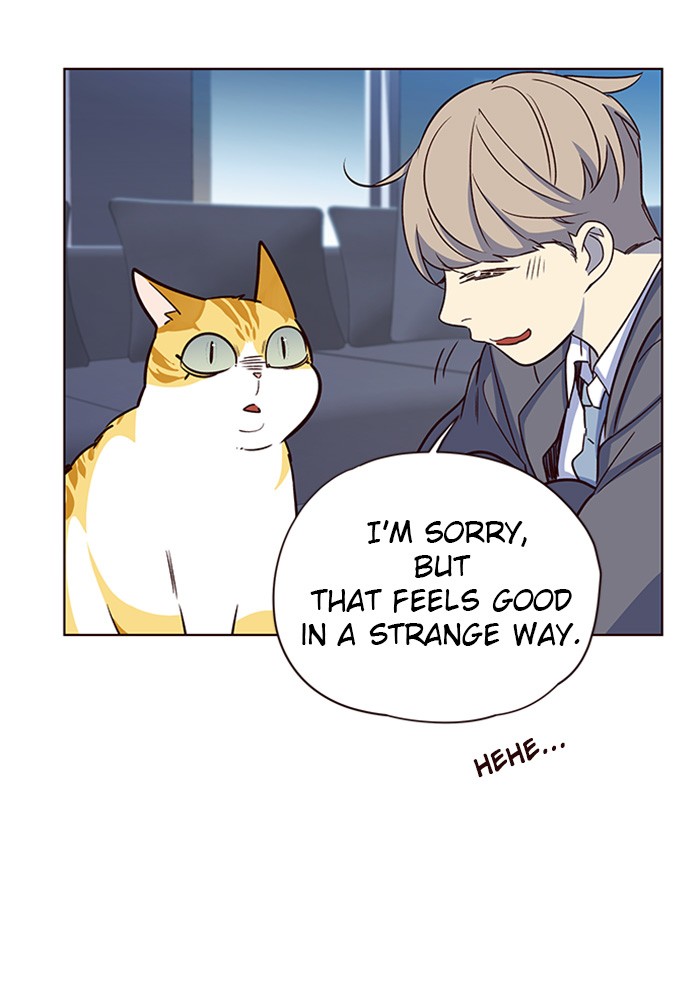 I'M SORRY,
BUT
THAT FEELS GOOD
IN A STRANGE WAY.
HEHE...